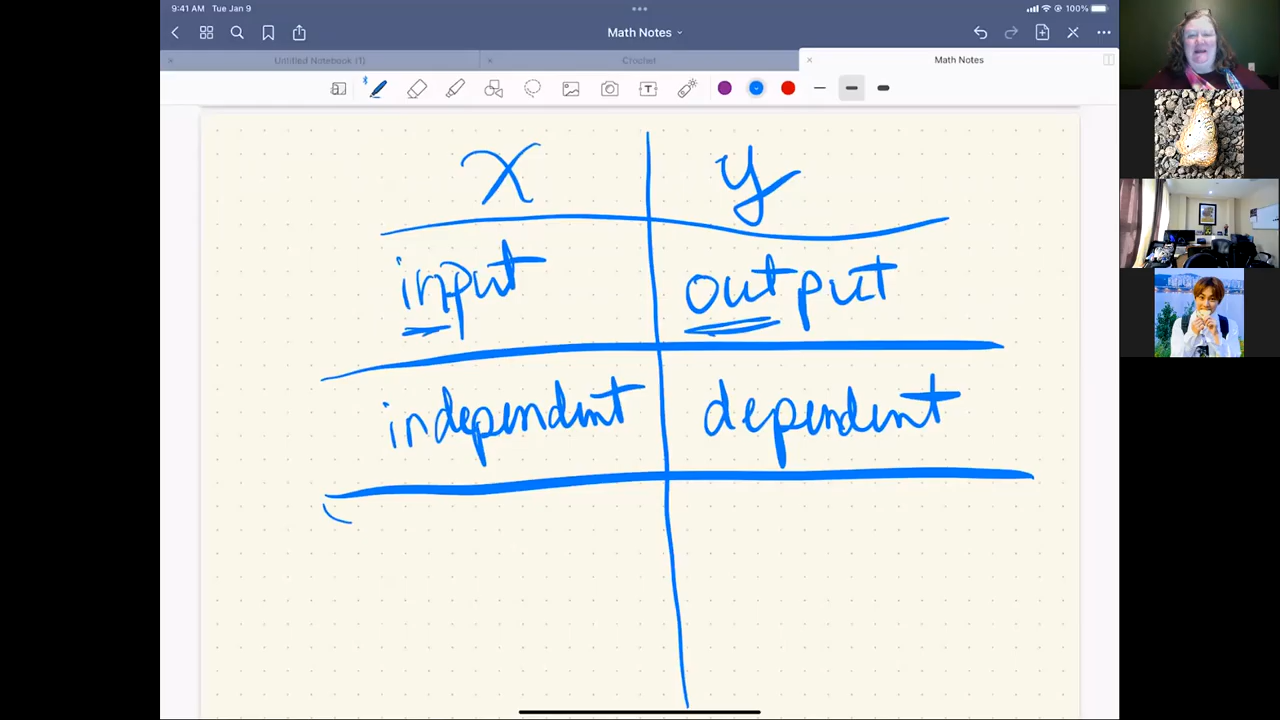 9:41 AM Tue Jan 9
100%
Math Notes
Untitled Notebook (1)
Crochet
Math Notes
T
x y
input output
independent dependent